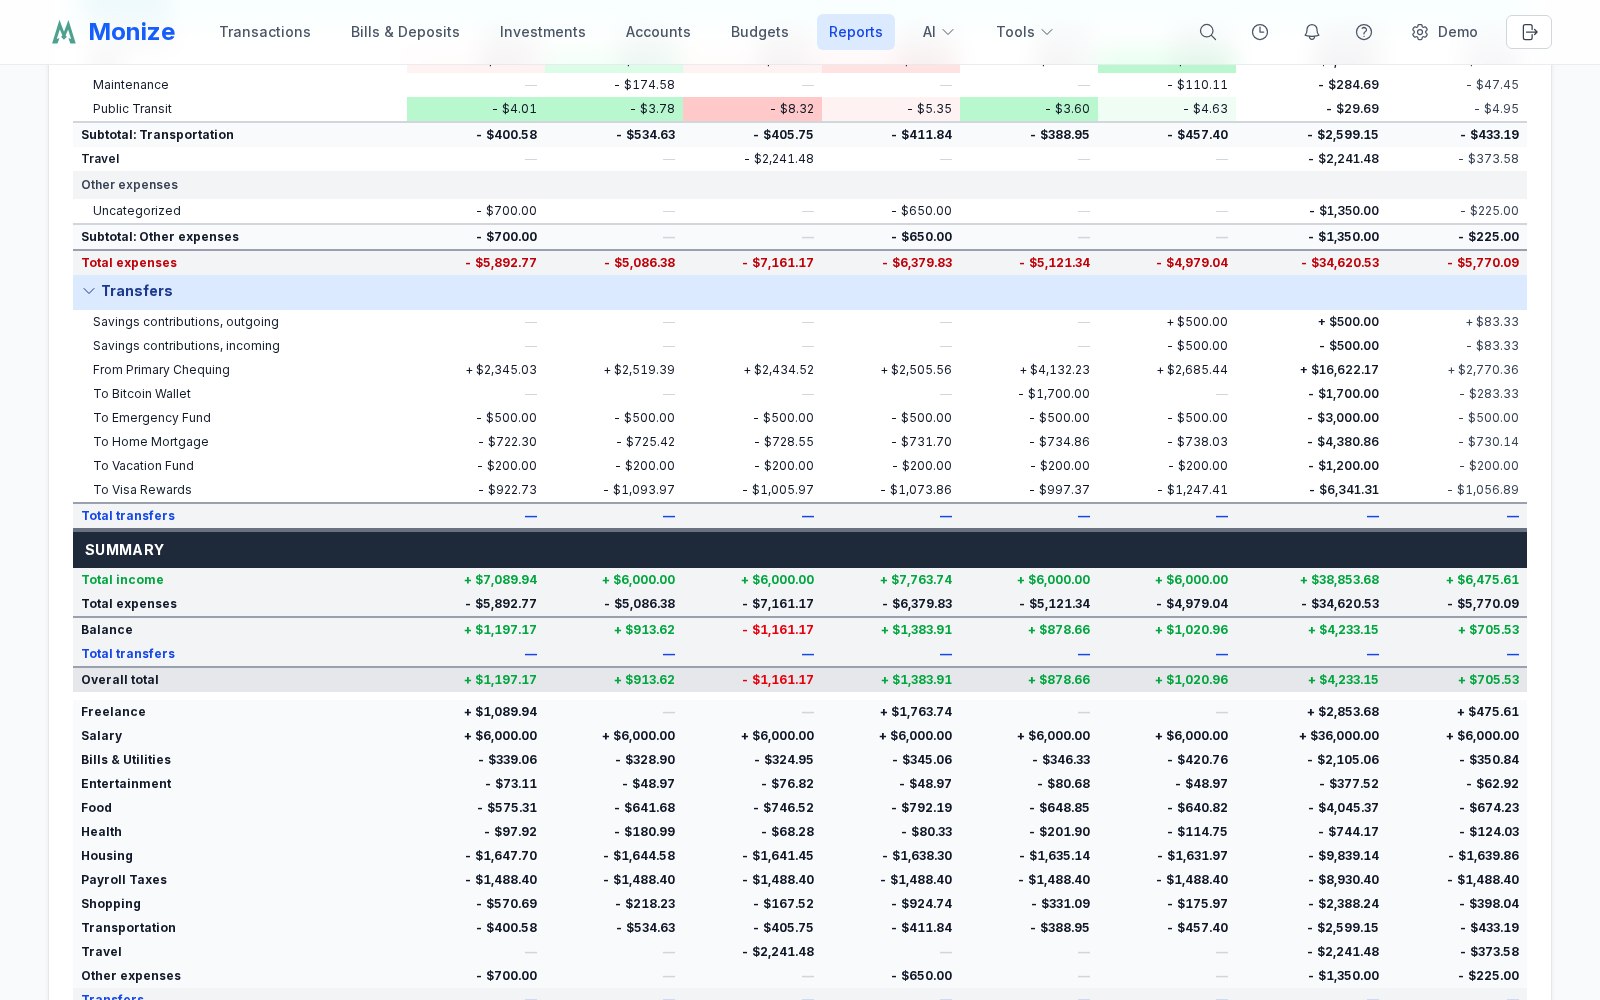 Monize Transactions Bills & Deposits Investments Accounts Budgets Reports AI Tools Demo
Maintenance — - $174.58 — — — - $110.11 - $284.69 - $47.45
Public Transit - $4.01 - $3.78 - $8.32 - $5.35 - $3.60 - $4.63 - $29.69 - $4.95
Subtotal: Transportation - $400.58 - $534.63 - $405.75 - $411.84 - $388.95 - $457.40 - $2,599.15 - $433.19
Travel — — - $2,241.48 — — — - $2,241.48 - $373.58
Other expenses
Uncategorized - $700.00 — — - $650.00 — — - $1,350.00 - $225.00
Subtotal: Other expenses - $700.00 — — - $650.00 — — - $1,350.00 - $225.00
Total expenses - $5,892.77 - $5,086.38 - $7,161.17 - $6,379.83 - $5,121.34 - $4,979.04 - $34,620.53 - $5,770.09
Transfers
Savings contributions, outgoing — — — — — + $500.00 + $500.00 + $83.33
Savings contributions, incoming — — — — — - $500.00 - $500.00 - $83.33
From Primary Chequing + $2,345.03 + $2,519.39 + $2,434.52 + $2,505.56 + $4,132.23 + $2,685.44 + $16,622.17 + $2,770.36
To Bitcoin Wallet — — — — - $1,700.00 — - $1,700.00 - $283.33
To Emergency Fund - $500.00 - $500.00 - $500.00 - $500.00 - $500.00 - $500.00 - $3,000.00 - $500.00
To Home Mortgage - $722.30 - $725.42 - $728.55 - $731.70 - $734.86 - $738.03 - $4,380.86 - $730.14
To Vacation Fund - $200.00 - $200.00 - $200.00 - $200.00 - $200.00 - $200.00 - $1,200.00 - $200.00
To Visa Rewards - $922.73 - $1,093.97 - $1,005.97 - $1,073.86 - $997.37 - $1,247.41 - $6,341.31 - $1,056.89
Total transfers — — — — — — — —
SUMMARY
Total income + $7,089.94 + $6,000.00 + $6,000.00 + $7,763.74 + $6,000.00 + $6,000.00 + $38,853.68 + $6,475.61
Total expenses - $5,892.77 - $5,086.38 - $7,161.17 - $6,379.83 - $5,121.34 - $4,979.04 - $34,620.53 - $5,770.09
Balance + $1,197.17 + $913.62 - $1,161.17 + $1,383.91 + $878.66 + $1,020.96 + $4,233.15 + $705.53
Total transfers — — — — — — — —
Overall total + $1,197.17 + $913.62 - $1,161.17 + $1,383.91 + $878.66 + $1,020.96 + $4,233.15 + $705.53
Freelance + $1,089.94 — — + $1,763.74 — — + $2,853.68 + $475.61
Salary + $6,000.00 + $6,000.00 + $6,000.00 + $6,000.00 + $6,000.00 + $6,000.00 + $36,000.00 + $6,000.00
Bills & Utilities - $339.06 - $328.90 - $324.95 - $345.06 - $346.33 - $420.76 - $2,105.06 - $350.84
Entertainment - $73.11 - $48.97 - $76.82 - $48.97 - $80.68 - $48.97 - $377.52 - $62.92
Food - $575.31 - $641.68 - $746.52 - $792.19 - $648.85 - $640.82 - $4,045.37 - $674.23
Health - $97.92 - $180.99 - $68.28 - $80.33 - $201.90 - $114.75 - $744.17 - $124.03
Housing - $1,647.70 - $1,644.58 - $1,641.45 - $1,638.30 - $1,635.14 - $1,631.97 - $9,839.14 - $1,639.86
Payroll Taxes - $1,488.40 - $1,488.40 - $1,488.40 - $1,488.40 - $1,488.40 - $1,488.40 - $8,930.40 - $1,488.40
Shopping - $570.69 - $218.23 - $167.52 - $924.74 - $331.09 - $175.97 - $2,388.24 - $398.04
Transportation - $400.58 - $534.63 - $405.75 - $411.84 - $388.95 - $457.40 - $2,599.15 - $433.19
Travel — — - $2,241.48 — — — - $2,241.48 - $373.58
Other expenses - $700.00 — — - $650.00 — — - $1,350.00 - $225.00
Transfers — — — — — — — —